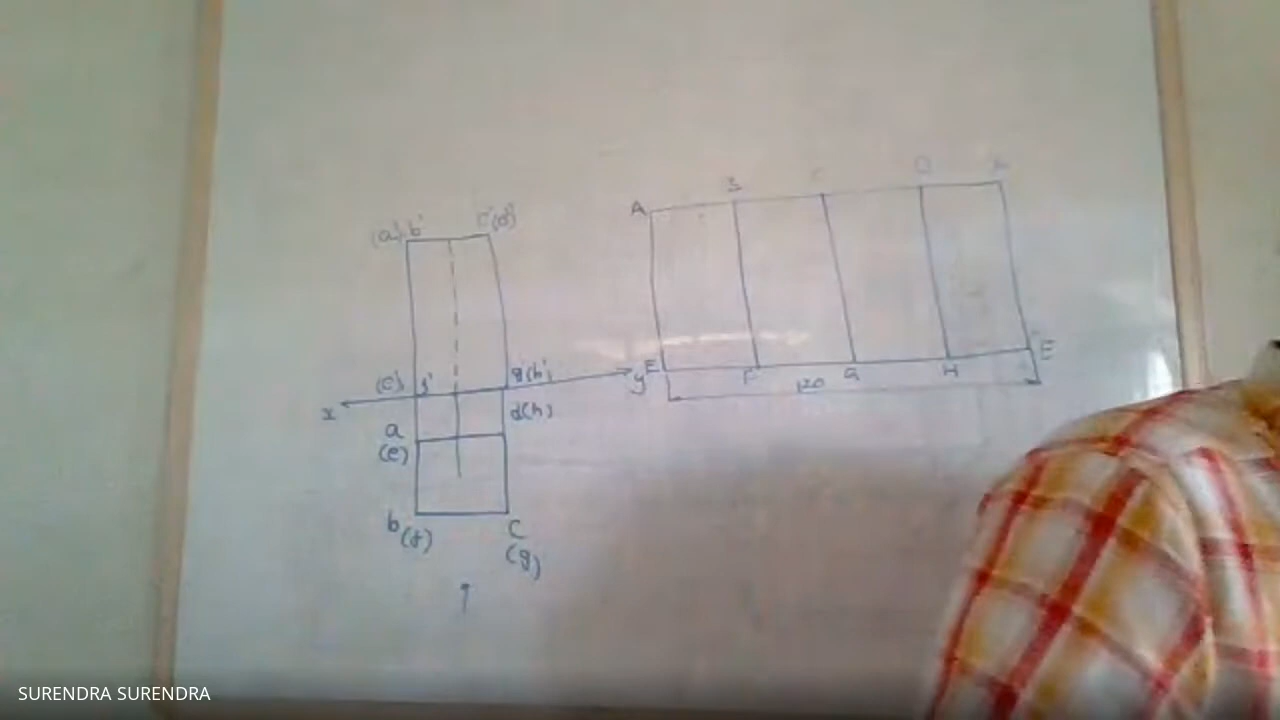 A B C D A
(a') b' c'(d')
(e') f' g'(h')
x y
E F G H E
120
a d(h)
(e)
b (f) C (g)
SURENDRA SURENDRA